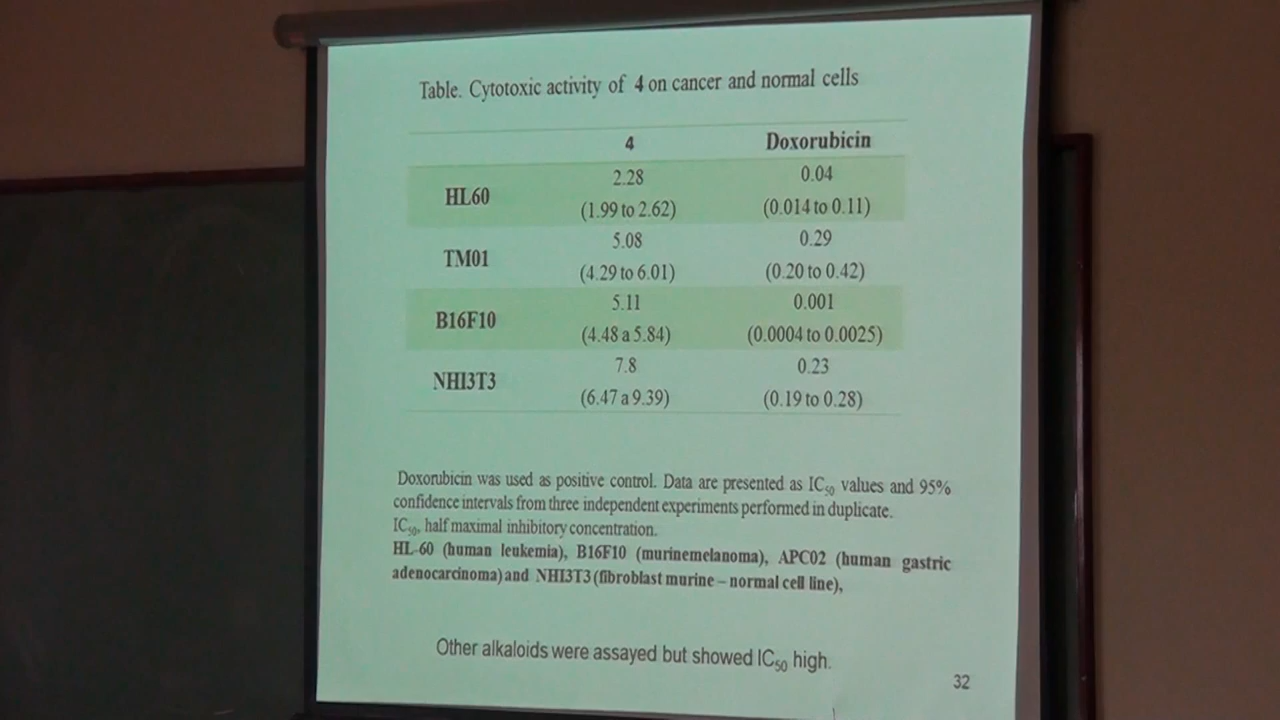 Table. Cytotoxic activity of 4 on cancer and normal cells
4 Doxorubicin
HL60 2.28 0.04
(1.99 to 2.62) (0.014 to 0.11)
TM01 5.08 0.29
(4.29 to 6.01) (0.20 to 0.42)
B16F10 5.11 0.001
(4.48 a 5.84) (0.0004 to 0.0025)
NHI3T3 7.8 0.23
(6.47 a 9.39) (0.19 to 0.28)
Doxorubicin was used as positive control. Data are presented as IC50 values and 95%
confidence intervals from three independent experiments performed in duplicate.
IC50, half maximal inhibitory concentration.
HL-60 (human leukemia), B16F10 (murinemelanoma), APC02 (human gastric
adenocarcinoma) and NHI3T3 (fibroblast murine – normal cell line),
Other alkaloids were assayed but showed IC50 high.
32